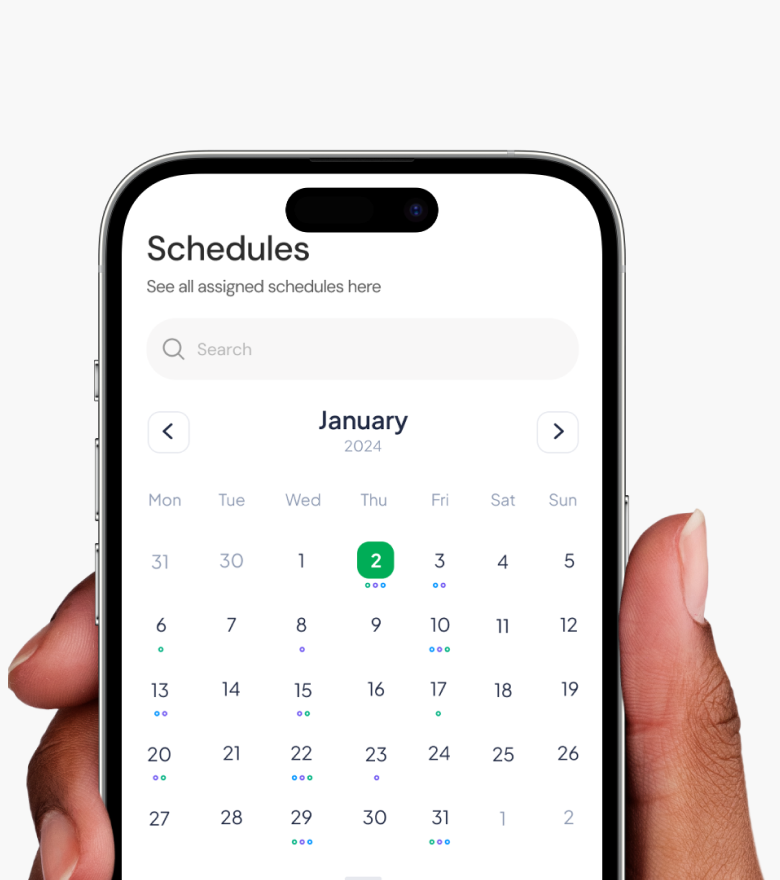 Schedules
See all assigned schedules here
Search
January
2024
Mon Tue Wed Thu Fri Sat Sun
31 30 1 2 3 4 5
6 7 8 9 10 11 12
13 14 15 16 17 18 19
20 21 22 23 24 25 26
27 28 29 30 31 1 2